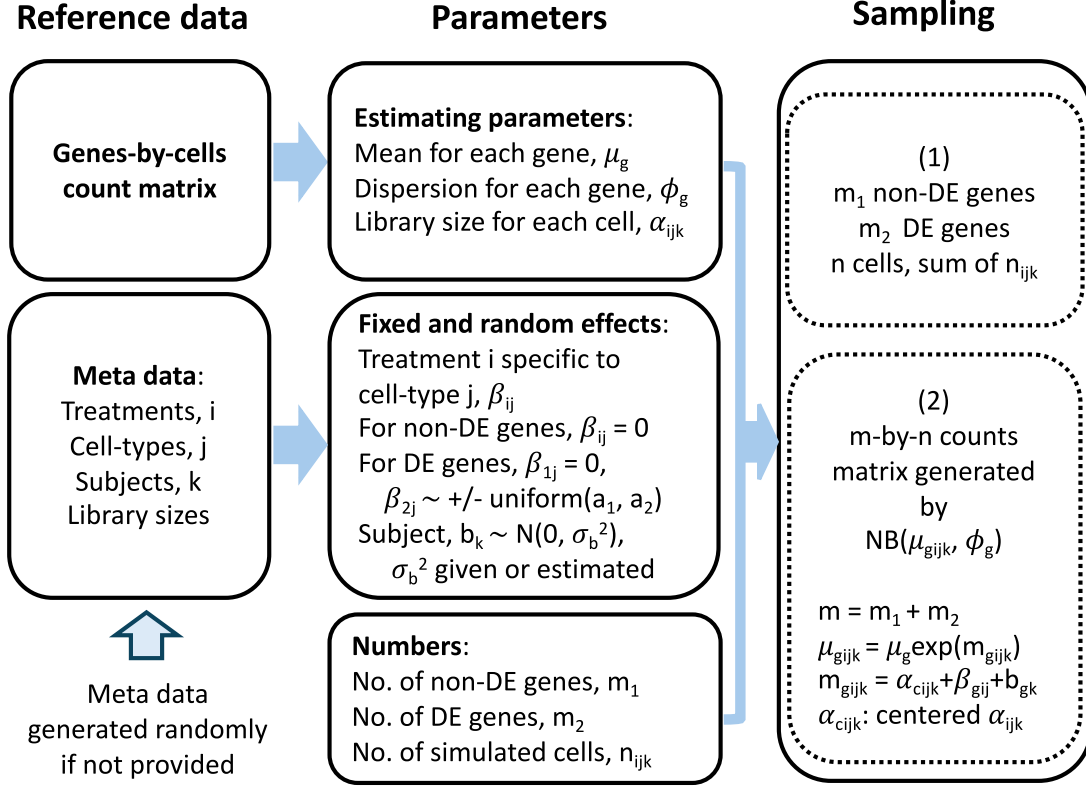 Reference data
Genes-by-cells
count matrix
Meta data:
Treatments, i
Cell-types, j
Subjects, k
Library sizes
Meta data
generated randomly
if not provided
Parameters
Estimating parameters:
Mean for each gene, μg
Dispersion for each gene, ϕg
Library size for each cell, αijk
Fixed and random effects:
Treatment i specific to
cell-type j, βij
For non-DE genes, βij = 0
For DE genes, β1j = 0,
β2j ~ +/- uniform(a1, a2)
Subject, bk ~ N(0, σb²),
σb² given or estimated
Numbers:
No. of non-DE genes, m1
No. of DE genes, m2
No. of simulated cells, nijk
Sampling
(1)
m1 non-DE genes
m2 DE genes
n cells, sum of nijk
(2)
m-by-n counts
matrix generated
by
NB(μgijk, ϕg)
m = m1 + m2
μgijk = μgexp(mgijk)
mgijk = αcijk+βgij+bgk
αcijk: centered αijk